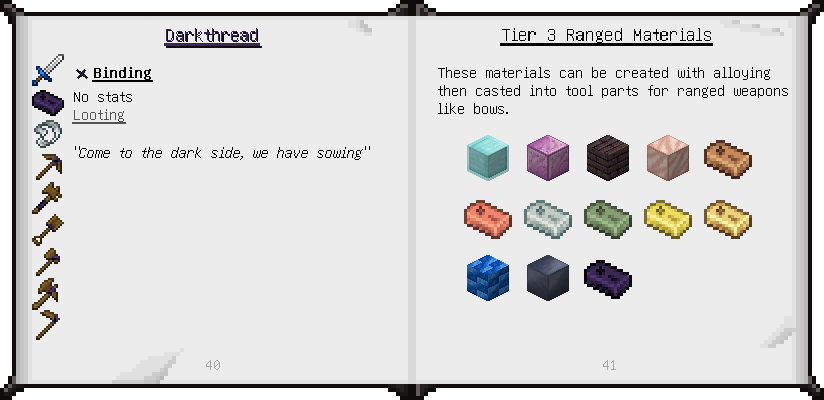 Darkthread
Binding
No stats
Looting
"Come to the dark side, we have sowing"
40
Tier 3 Ranged Materials
These materials can be created with alloying
then casted into tool parts for ranged weapons
like bows.
41